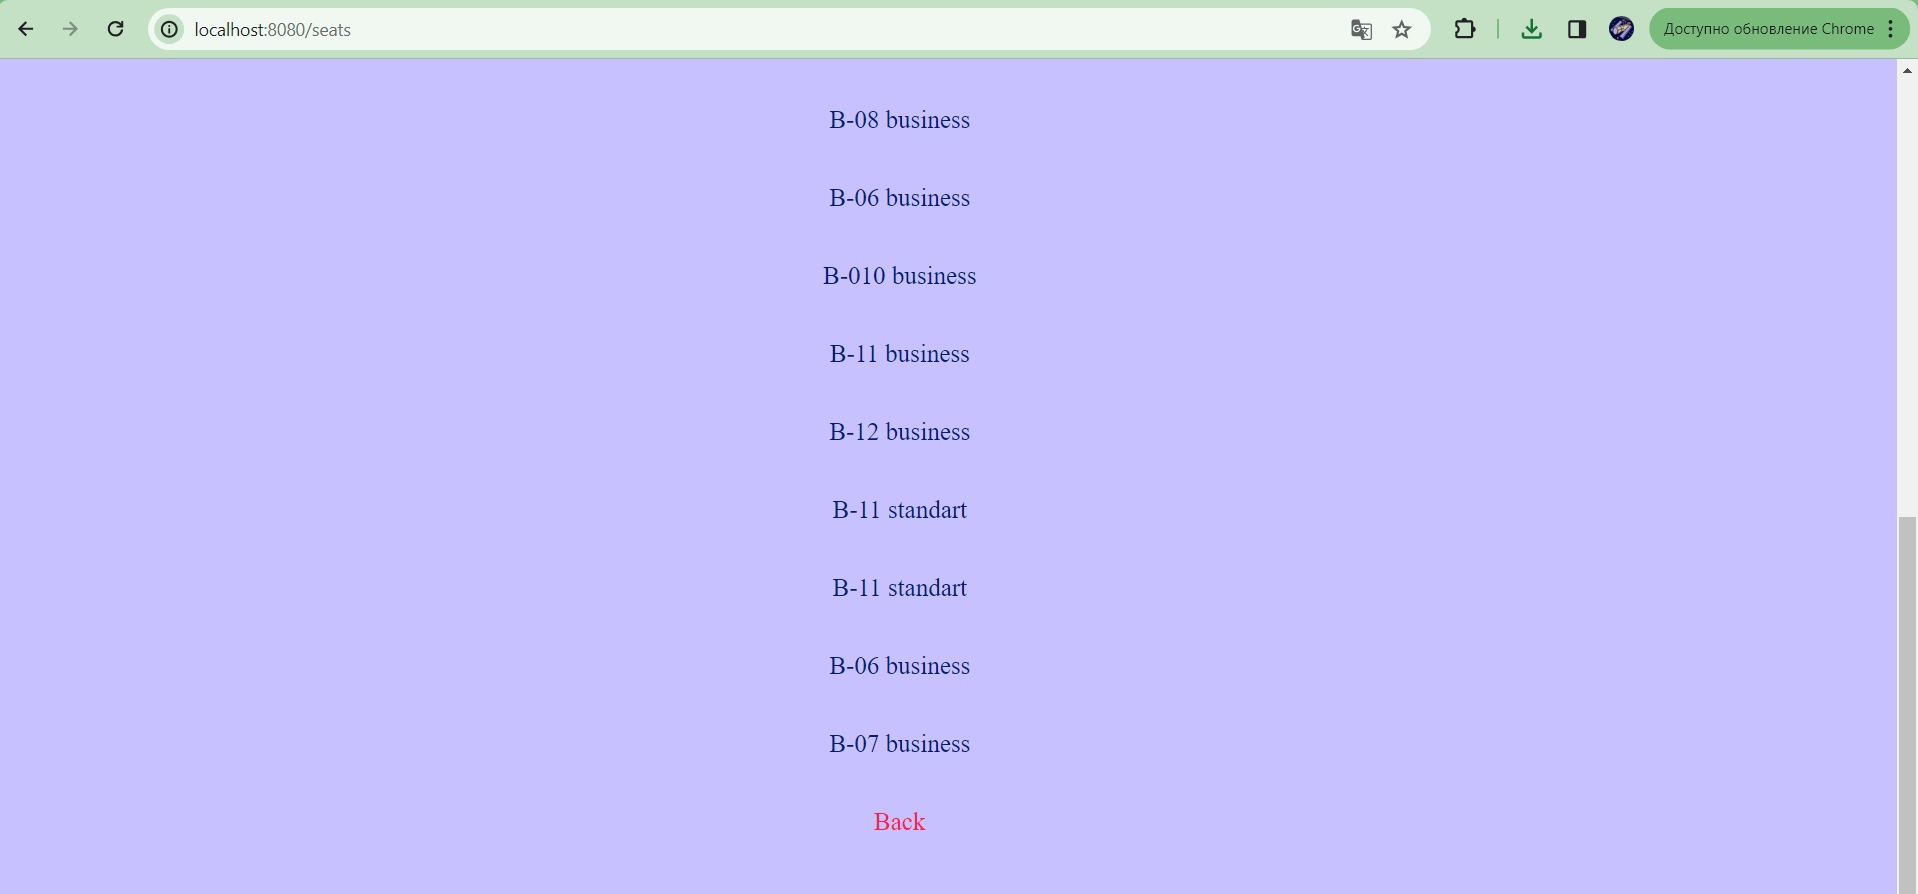 localhost:8080/seats
Доступно обновление Chrome
B-08 business
B-06 business
B-010 business
B-11 business
B-12 business
B-11 standart
B-11 standart
B-06 business
B-07 business
Back